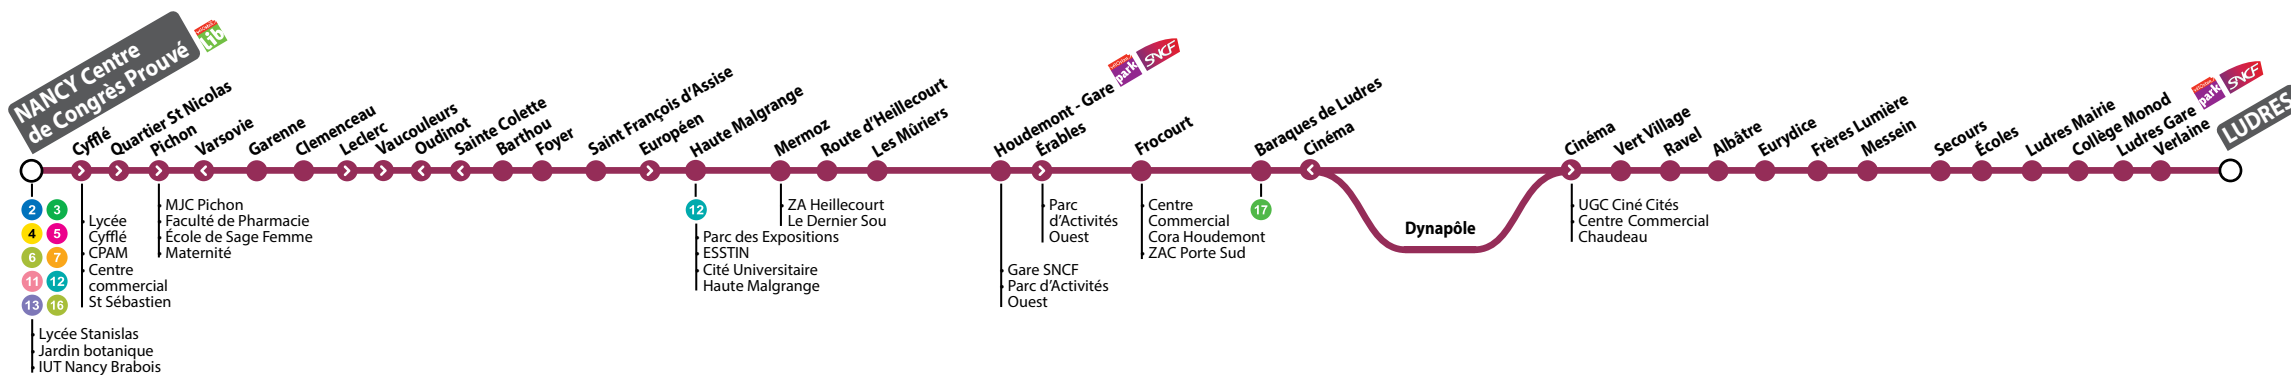 NANCY Centre
de Congrès Prouvé
Lib
Cyfflé
Quartier St Nicolas
Pichon
Varsovie
Garenne
Clemenceau
Leclerc
Vaucouleurs
Oudinot
Sainte Colette
Barthou
Foyer
Saint François d'Assise
Européen
Haute Malgrange
Mermoz
Route d'Heillecourt
Les Mûriers
Houdemont - Gare
park
SNCF
Érables
Frocourt
Baraques de Ludres
Cinéma
Cinéma
Vert Village
Ravel
Albâtre
Eurydice
Frères Lumière
Messein
Secours
Écoles
Ludres Mairie
Collège Monod
Ludres Gare
park
SNCF
Verlaine
LUDRES
2 3
4 5
6 7
11 12
13 16
Lycée Stanislas
Jardin botanique
IUT Nancy Brabois
Lycée
Cyfflé
CPAM
Centre
commercial
St Sébastien
MJC Pichon
Faculté de Pharmacie
École de Sage Femme
Maternité
12
Parc des Expositions
ESSTIN
Cité Universitaire
Haute Malgrange
ZA Heillecourt
Le Dernier Sou
Gare SNCF
Parc d'Activités
Ouest
Parc
d'Activités
Ouest
Centre
Commercial
Cora Houdemont
ZAC Porte Sud
17
Dynapôle
UGC Ciné Cités
Centre Commercial
Chaudeau